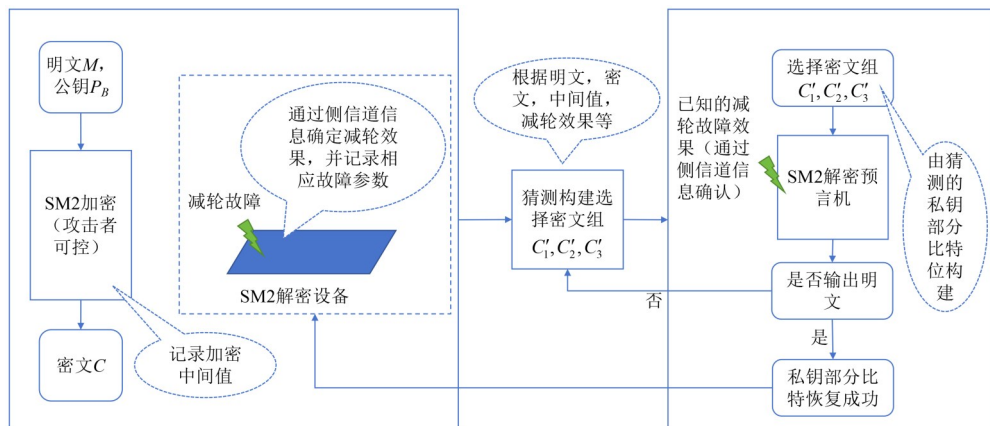 明文M，
公钥P_B
SM2加密
（攻击者
可控）
密文C
记录加密
中间值
通过侧信道信
息确定减轮效
果，并记录相
应故障参数
减轮故障
SM2解密设备
根据明文，密
文，中间值，
减轮效果等
猜测构建选
择密文组
C'₁,C'₂,C'₃
否
已知的减
轮故障效
果（通过
侧信道信
息确认）
选择密文组
C'₁,C'₂,C'₃
SM2解密预
言机
由猜
测的
私钥
部分
比特
位构
建
是否输出明
文
是
私钥部分比
特恢复成功